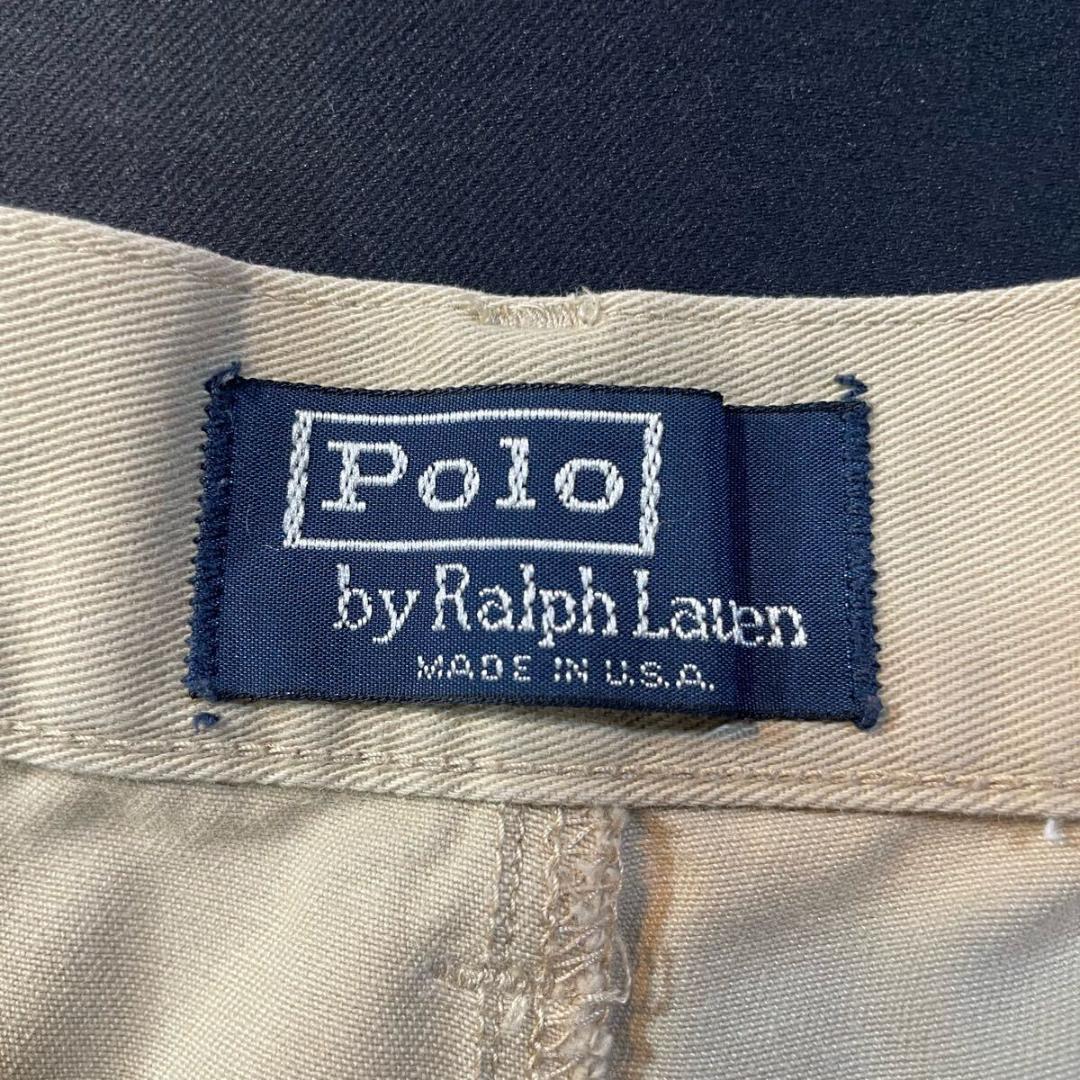 Polo
by Ralph Lauren
MADE IN U.S.A.